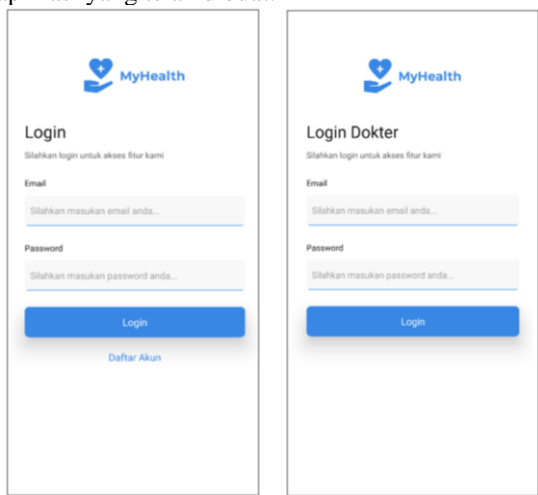 MyHealth
Login
Silahkan login untuk akses fitur kami
Email
Silahkan masukan email anda...
Password
Silahkan masukan password anda...
Login
Daftar Akun
MyHealth
Login Dokter
Silahkan login untuk akses fitur kami
Email
Silahkan masukan email anda...
Password
Silahkan masukan password anda...
Login